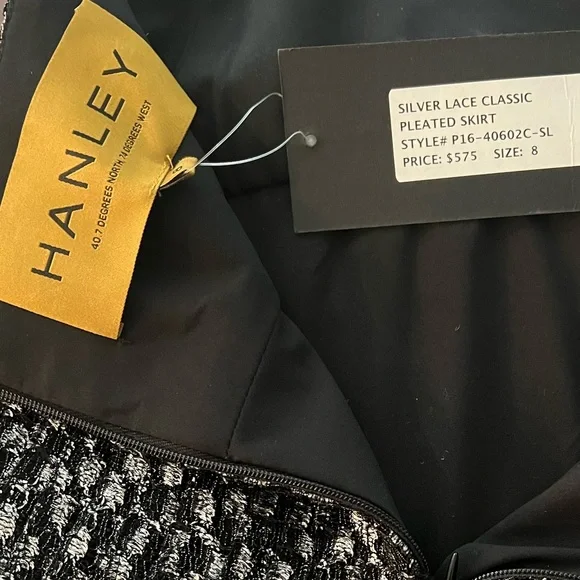 HANLEY
40.7 DEGREES NORTH 74 DEGREES WEST
SILVER LACE CLASSIC
PLEATED SKIRT
STYLE# P16-40602C-SL
PRICE: $575 SIZE: 8